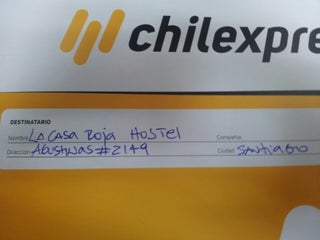 chilexpre
DESTINATARIO
Nombre: LA CASA ROJA HOSTEL Compañía:
Dirección: AGUSTINAS #2149 Ciudad: SANTIAGO